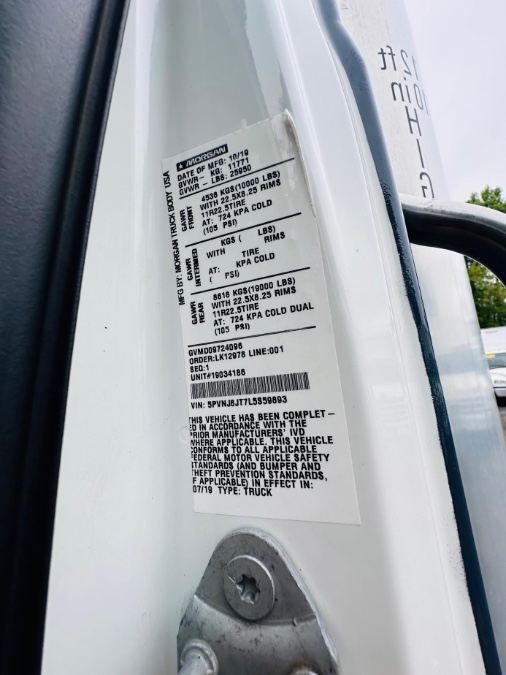 MORGAN
MFG BY: MORGAN TRUCK BODY USA
DATE OF MFG: 10/19
GVWR- KG: 11771
GVWR - LBS: 25950
GAWR FRONT
4536 KGS(10000 LBS)
WITH 22.5X8.25 RIMS
11R22.5TIRE
AT: 724 KPA COLD
(105 PSI)
GAWR INTERMED
KGS ( LBS)
WITH RIMS
TIRE
AT: KPA COLD
( PSI)
GAWR REAR
8618 KGS(19000 LBS)
WITH 22.5X8.25 RIMS
11R22.5TIRE
AT: 724 KPA COLD DUAL
(105 PSI)
GVMD09724096
ORDER:LK12978 LINE:001
SEQ:1
UNIT#19034186
VIN: 5PVNJ8JT7L5S59893
THIS VEHICLE HAS BEEN COMPLET -
ED IN ACCORDANCE WITH THE
PRIOR MANUFACTURERS' IVD
WHERE APPLICABLE. THIS VEHICLE
CONFORMS TO ALL APPLICABLE
FEDERAL MOTOR VEHICLE SAFETY
STANDARDS (AND BUMPER AND
THEFT PREVENTION STANDARDS,
IF APPLICABLE) IN EFFECT IN:
07/19 TYPE: TRUCK
12 ft